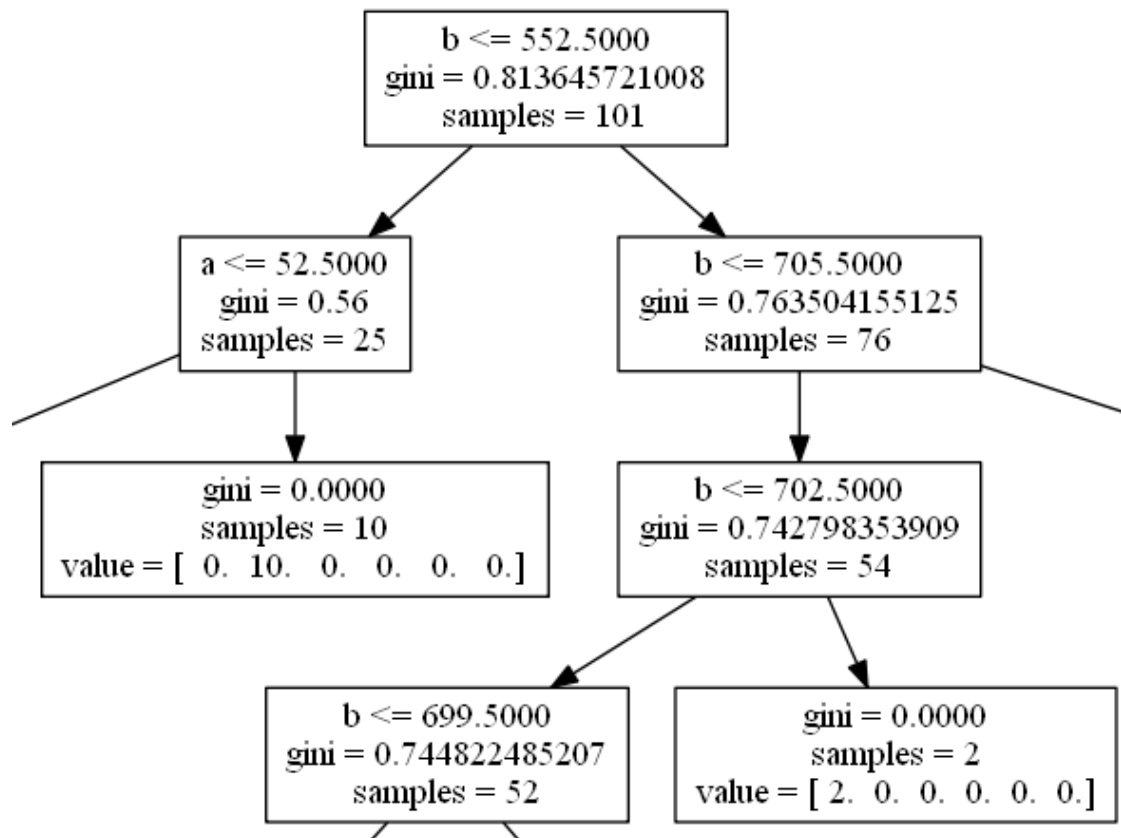 b <= 552.5000
gini = 0.813645721008
samples = 101
a <= 52.5000
gini = 0.56
samples = 25
b <= 705.5000
gini = 0.763504155125
samples = 76
gini = 0.0000
samples = 10
value = [ 0. 10. 0. 0. 0. 0.]
b <= 702.5000
gini = 0.742798353909
samples = 54
b <= 699.5000
gini = 0.744822485207
samples = 52
gini = 0.0000
samples = 2
value = [ 2. 0. 0. 0. 0. 0.]